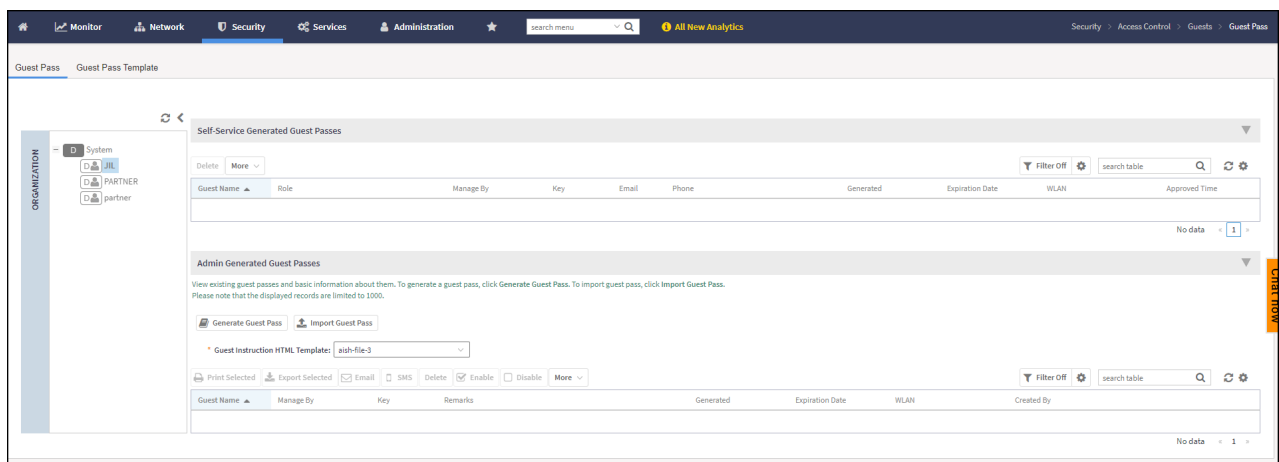 Monitor Network Security Services Administration search menu All New Analytics Security > Access Control > Guests > Guest Pass
Guest Pass Guest Pass Template
ORGANIZATION
D System
D JIL
D PARTNER
D partner
Self-Service Generated Guest Passes
Delete More Filter Off search table
Guest Name Role Manage By Key Email Phone Generated Expiration Date WLAN Approved Time
No data « 1 »
Admin Generated Guest Passes
View existing guest passes and basic information about them. To generate a guest pass, click Generate Guest Pass. To import guest pass, click Import Guest Pass.
Please note that the displayed records are limited to 1000.
Generate Guest Pass Import Guest Pass
* Guest Instruction HTML Template: aish-file-3
Print Selected Export Selected Email SMS Delete Enable Disable More Filter Off search table
Guest Name Manage By Key Remarks Generated Expiration Date WLAN Created By
No data « 1 »
Chat now